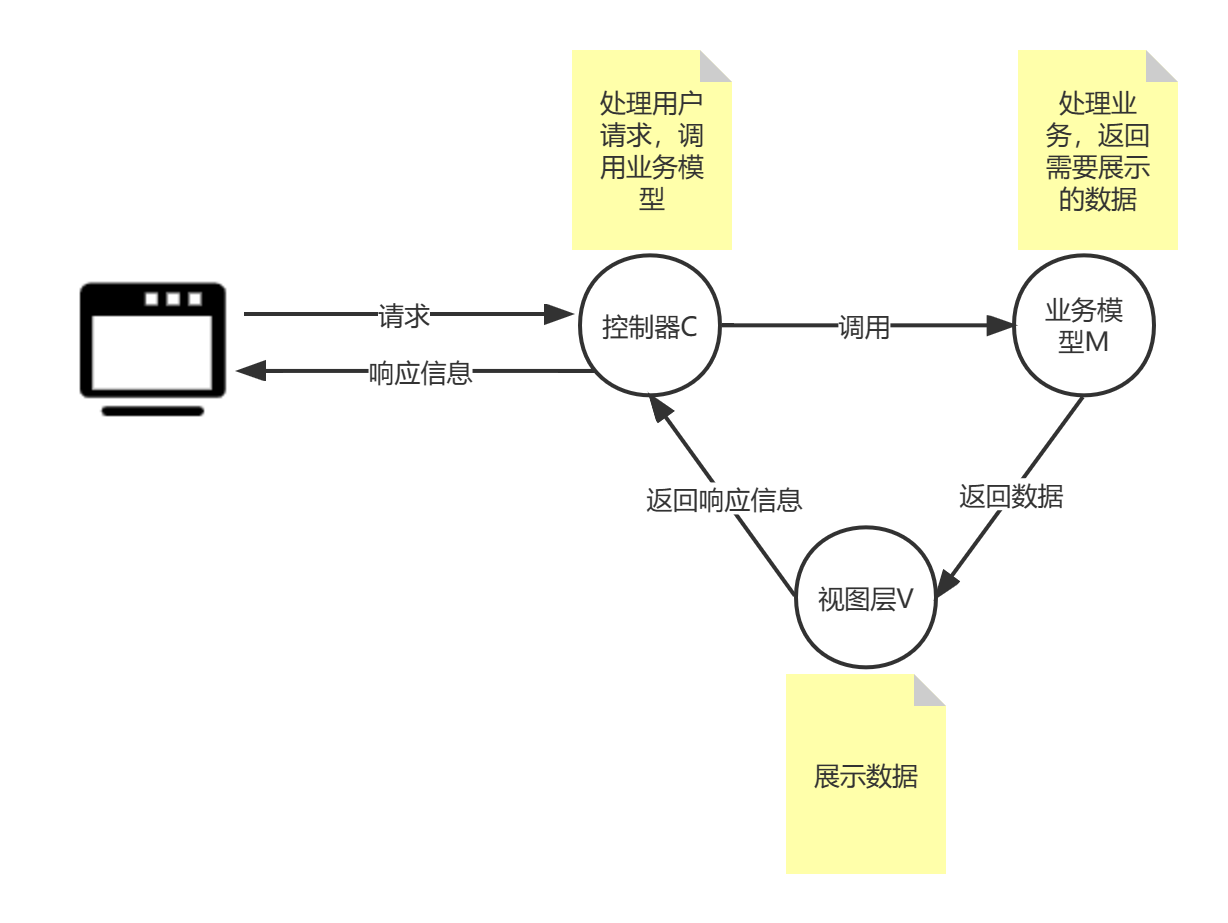 处理用户
请求，调
用业务模
型
处理业
务，返回
需要展示
的数据
请求
控制器C
调用
业务模
型M
响应信息
返回响应信息
返回数据
视图层V
展示数据